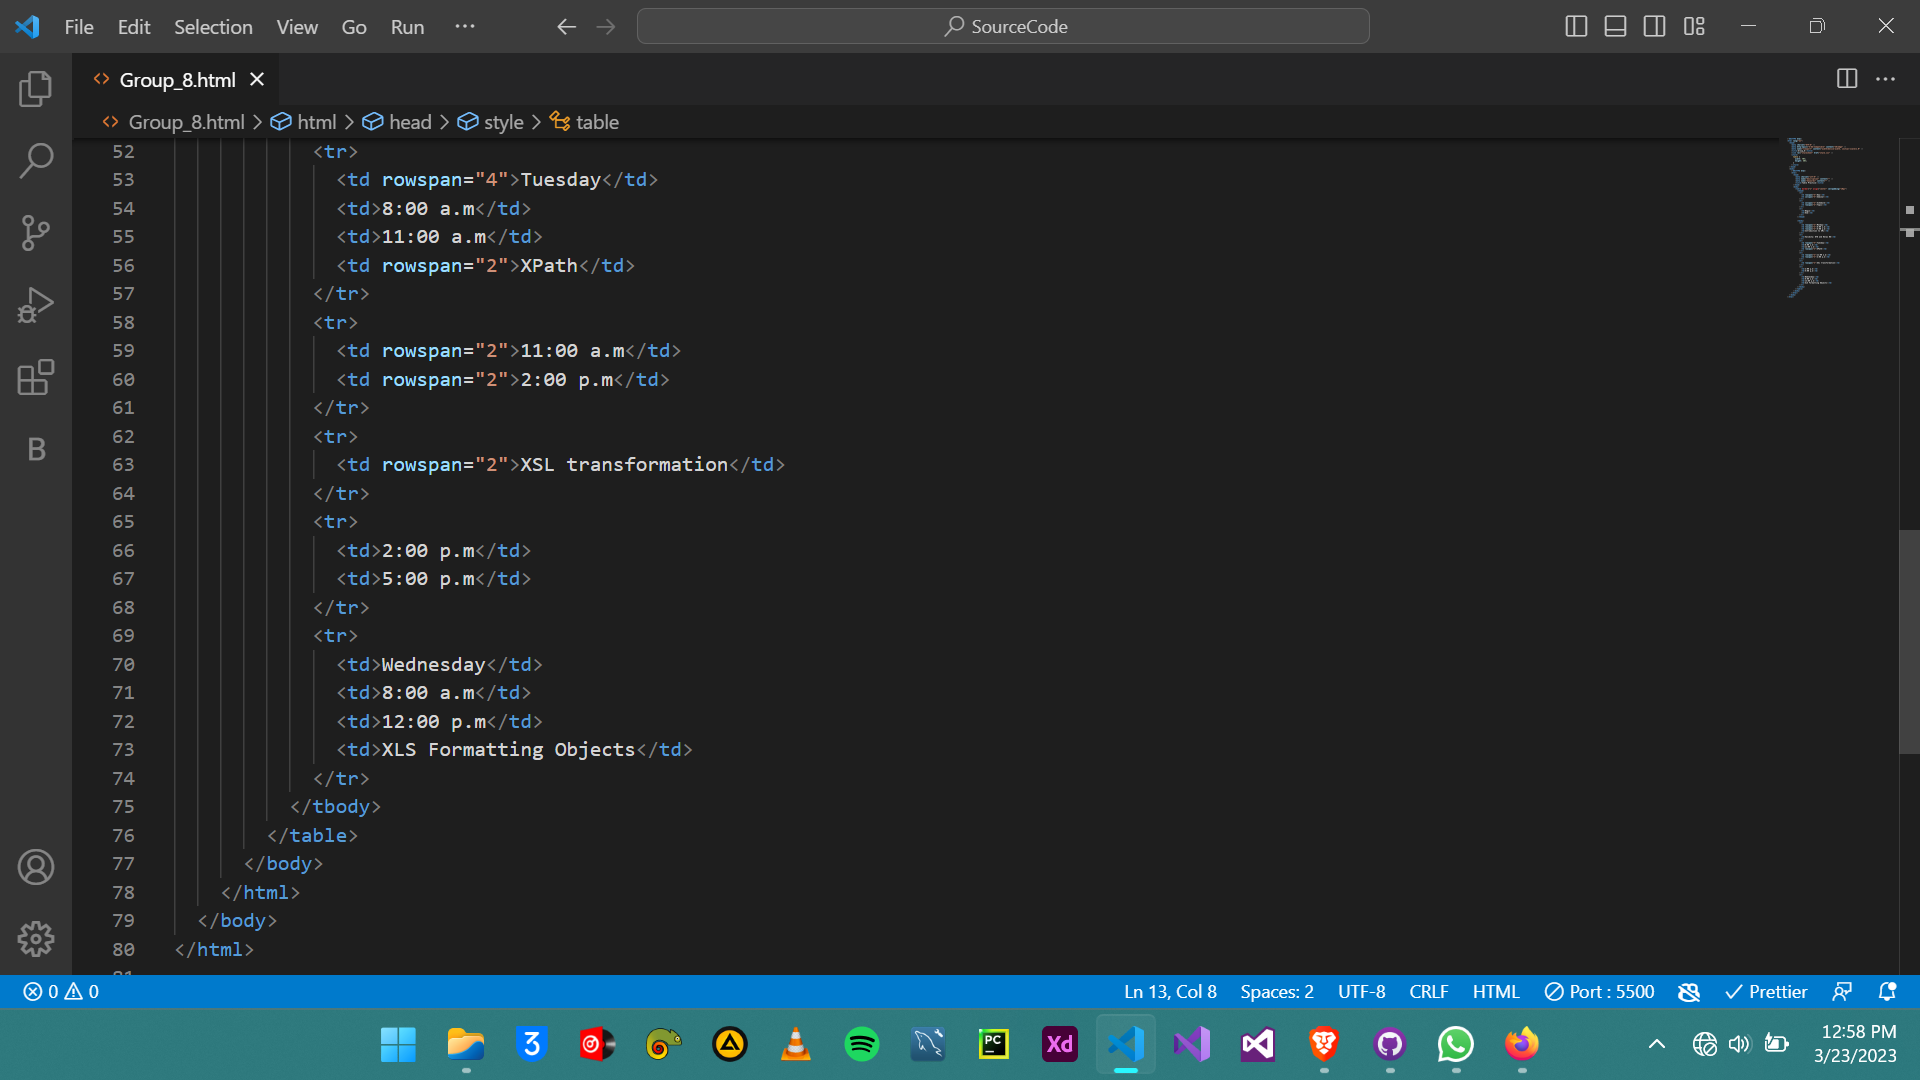 File Edit Selection View Go Run ··· SourceCode
Group_8.html
Group_8.html > html > head > style > table
52 <tr>
53 <td rowspan="4">Tuesday</td>
54 <td>8:00 a.m</td>
55 <td>11:00 a.m</td>
56 <td rowspan="2">XPath</td>
57 </tr>
58 <tr>
59 <td rowspan="2">11:00 a.m</td>
60 <td rowspan="2">2:00 p.m</td>
61 </tr>
62 <tr>
63 <td rowspan="2">XSL transformation</td>
64 </tr>
65 <tr>
66 <td>2:00 p.m</td>
67 <td>5:00 p.m</td>
68 </tr>
69 <tr>
70 <td>Wednesday</td>
71 <td>8:00 a.m</td>
72 <td>12:00 p.m</td>
73 <td>XLS Formatting Objects</td>
74 </tr>
75 </tbody>
76 </table>
77 </body>
78 </html>
79 </body>
80 </html>
81
B
0 0 Ln 13, Col 8 Spaces: 2 UTF-8 CRLF HTML Port : 5500 Prettier
3 PC Xd
12:58 PM
3/23/2023